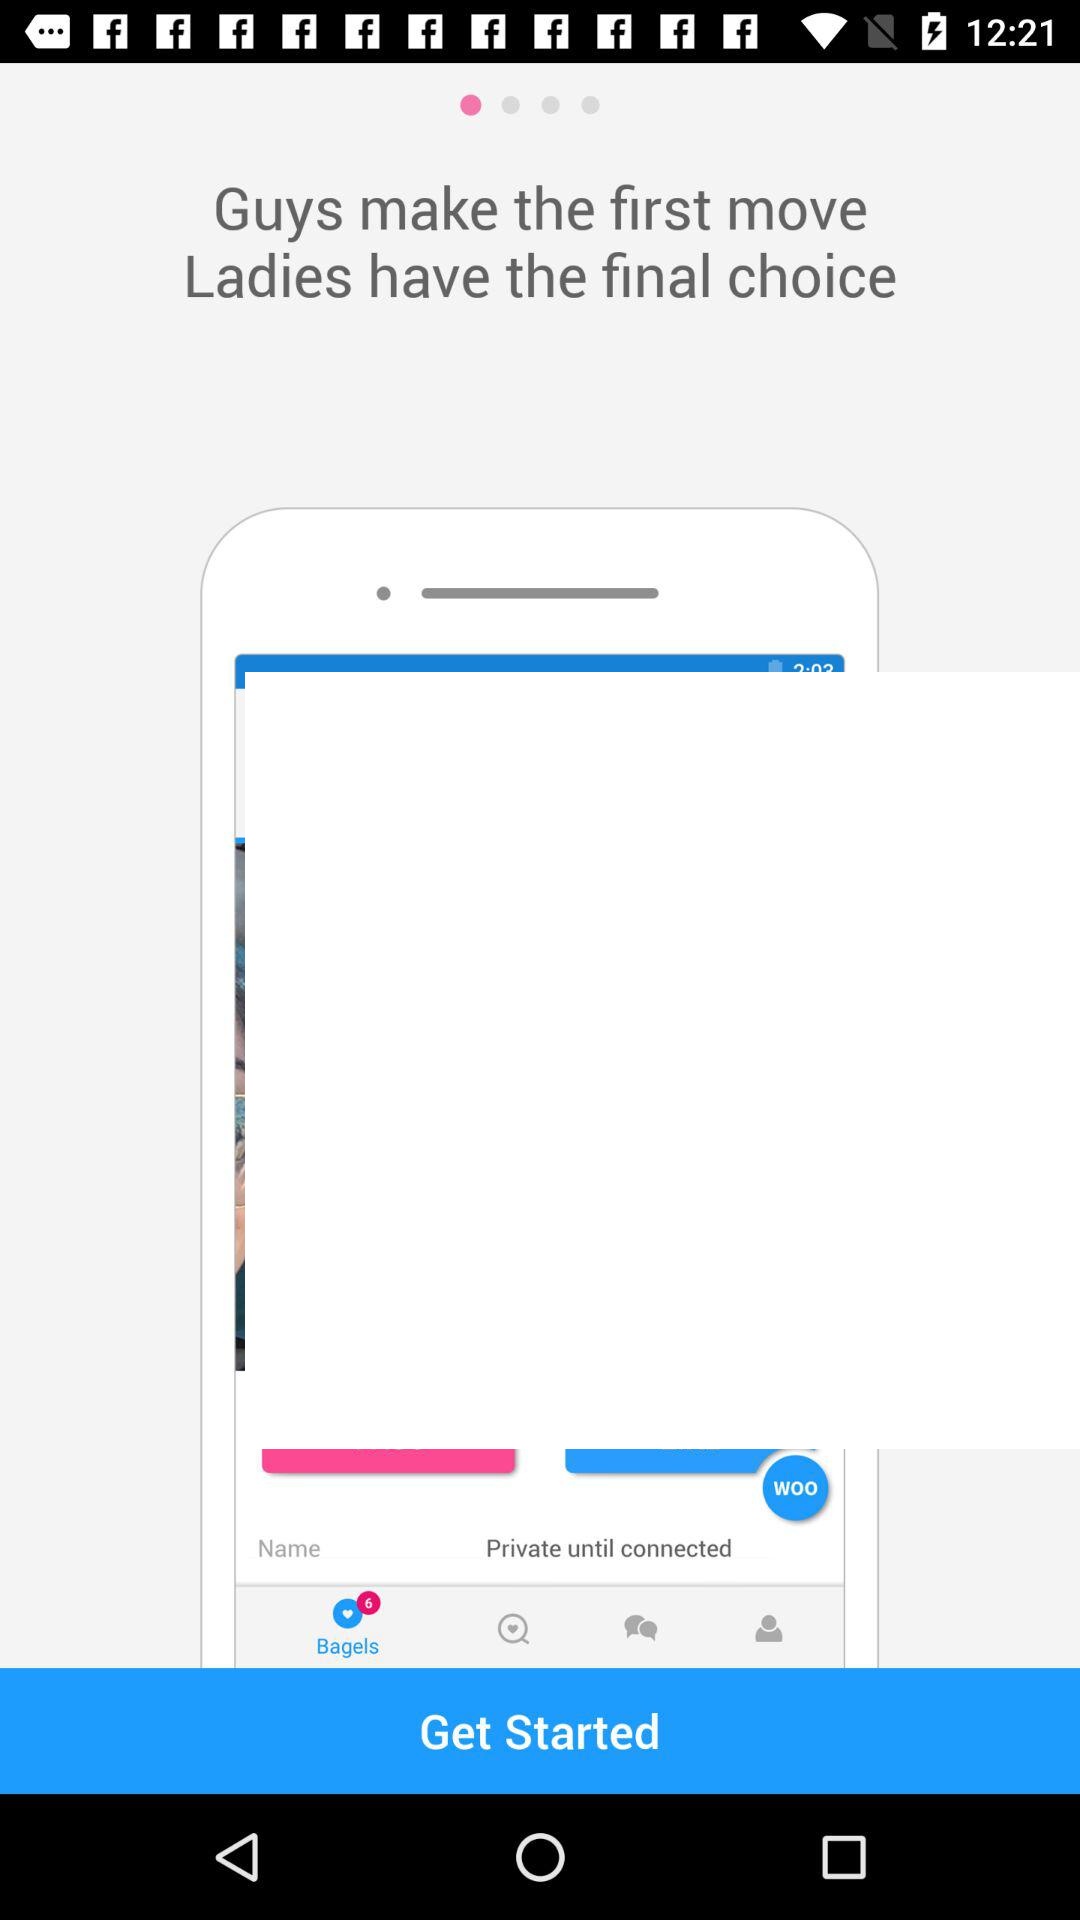 12:21
Guys make the first move
Ladies have the final choice
2:03
WOO
Name Private until connected
6
Bagels
Get Started